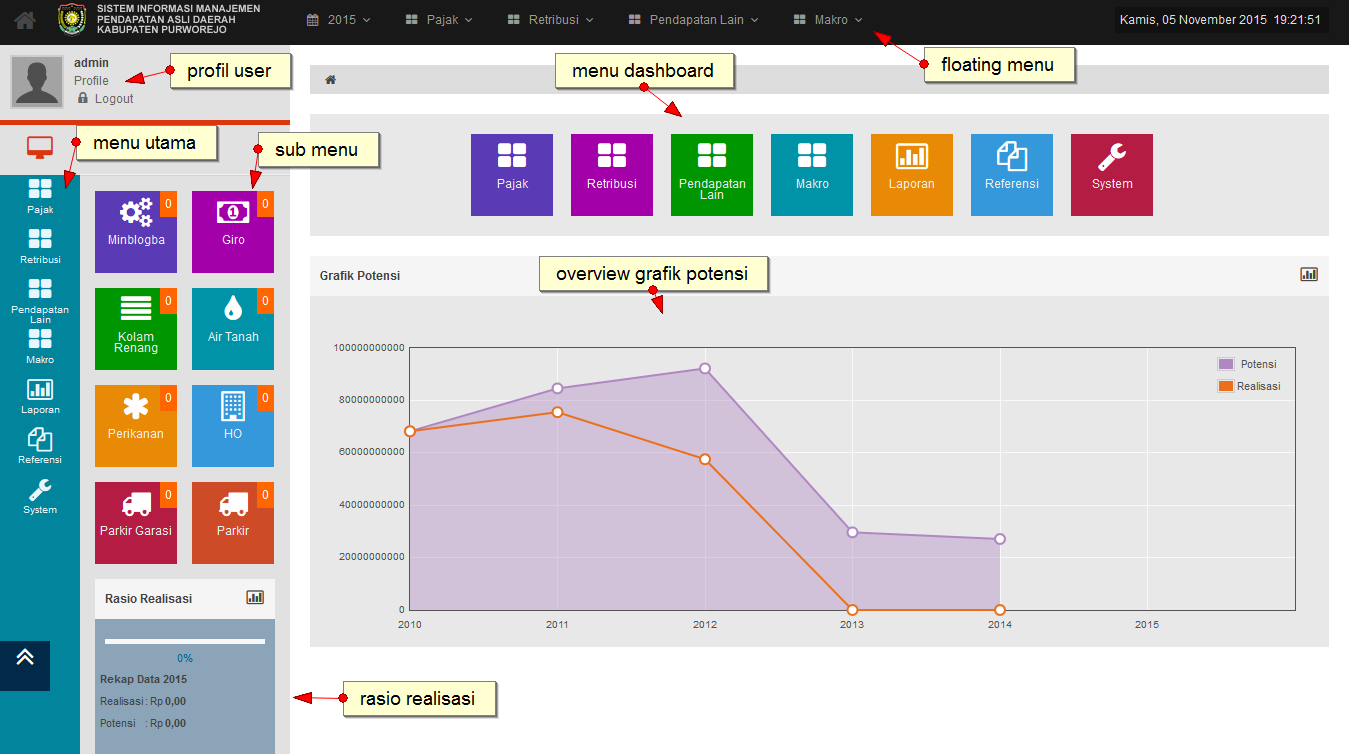 SISTEM INFORMASI MANAJEMEN
PENDAPATAN ASLI DAERAH
KABUPATEN PURWOREJO
2015
Pajak
Retribusi
Pendapatan Lain
Makro
Kamis, 05 November 2015 19:21:51
admin
Profile
Logout
profil user
menu dashboard
floating menu
menu utama
sub menu
Pajak
Retribusi
Pendapatan
Lain
Makro
Laporan
Referensi
System
Pajak
Retribusi
Pendapatan
Lain
Makro
Laporan
Referensi
System
0
Minblogba
0
Giro
0
Kolam
Renang
0
Air Tanah
0
Perikanan
0
HO
0
Parkir Garasi
0
Parkir
Rasio Realisasi
0%
Rekap Data 2015
Realisasi : Rp 0,00
Potensi : Rp 0,00
rasio realisasi
Grafik Potensi
overview grafik potensi
100000000000
80000000000
60000000000
40000000000
20000000000
0
2010
2011
2012
2013
2014
2015
Potensi
Realisasi